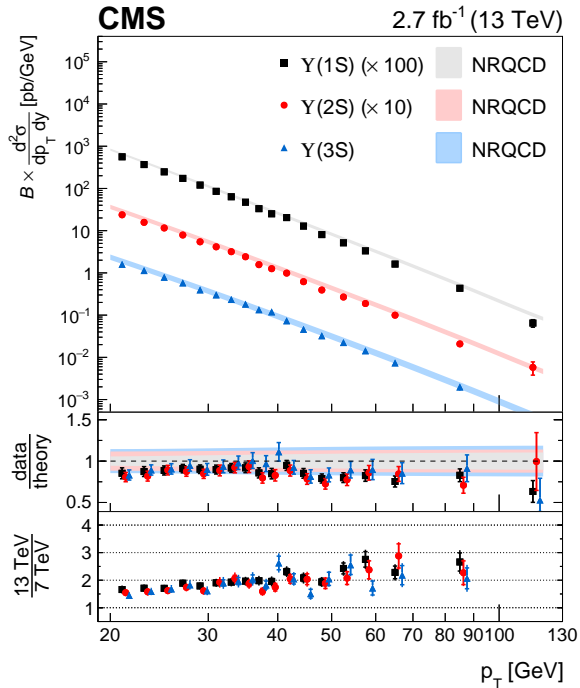 CMS 2.7 fb⁻¹ (13 TeV)
B × d²σ/dp_T dy [pb/GeV]
ϒ(1S) (× 100) NRQCD
ϒ(2S) (× 10) NRQCD
ϒ(3S) NRQCD
10⁵
10⁴
10³
10²
10
1
10⁻¹
10⁻²
10⁻³
data/theory
1.5
1
0.5
13 TeV/7 TeV
4
3
2
1
20 30 40 50 60 70 80 100 130
p_T [GeV]